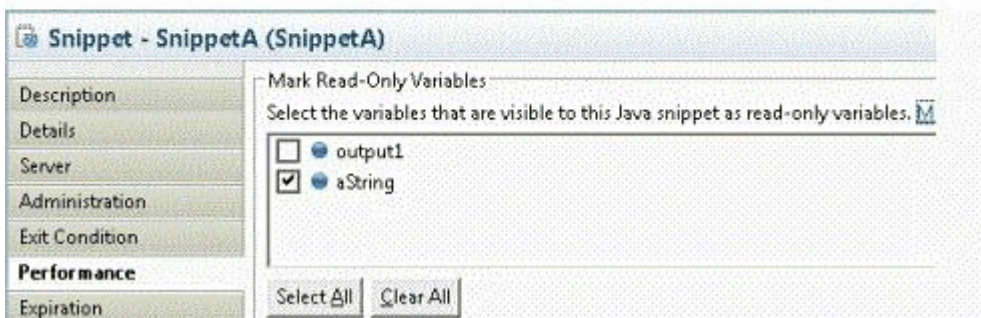 Snippet - SnippetA (SnippetA)
Description
Details
Server
Administration
Exit Condition
Performance
Expiration
Mark Read-Only Variables
Select the variables that are visible to this Java snippet as read-only variables. M
output1
aString
Select All Clear All